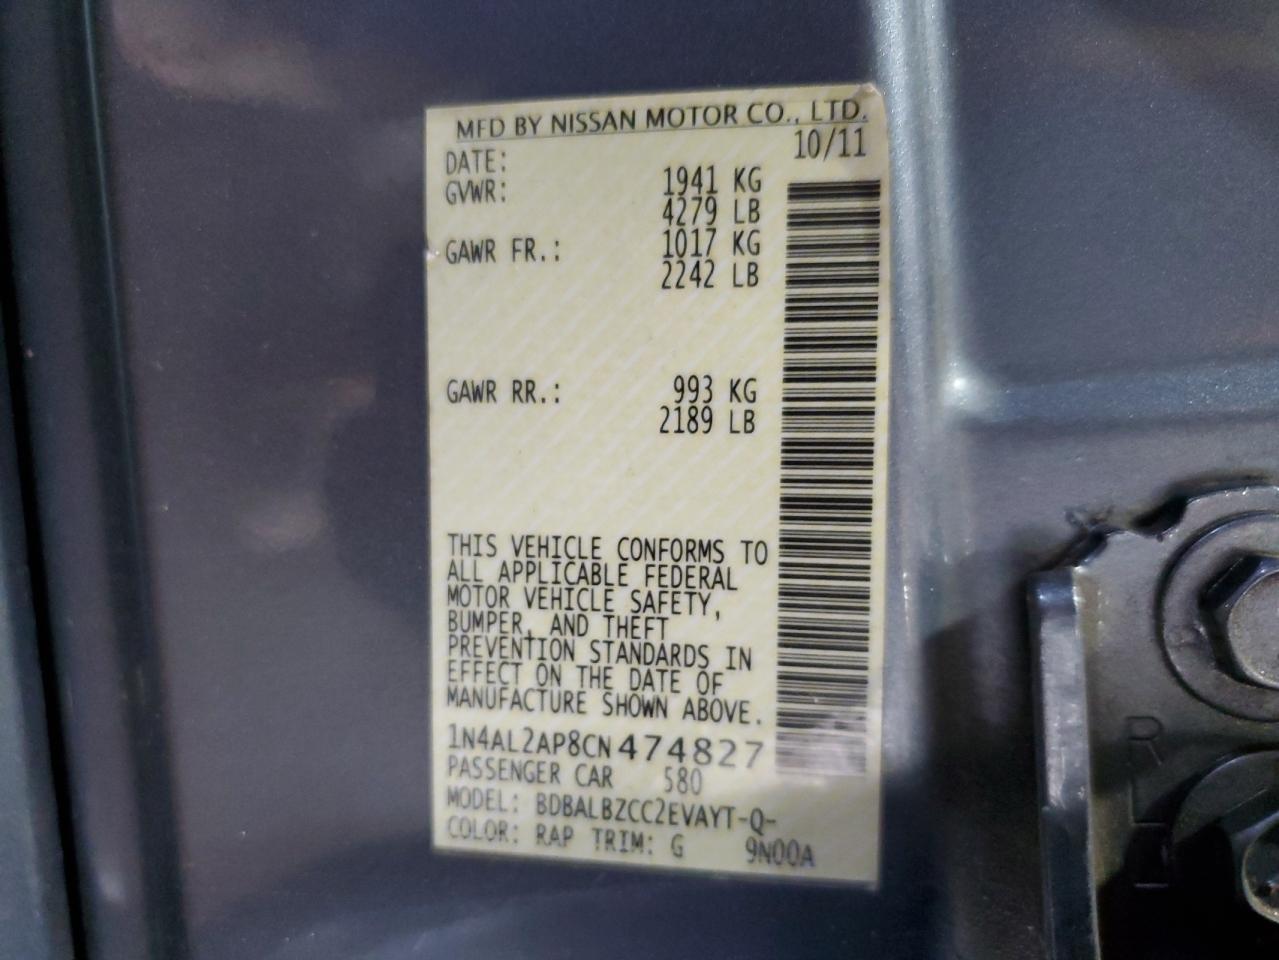 MFD BY NISSAN MOTOR CO., LTD.
DATE: 10/11
GVWR: 1941 KG
4279 LB
GAWR FR.: 1017 KG
2242 LB
GAWR RR.: 993 KG
2189 LB
THIS VEHICLE CONFORMS TO
ALL APPLICABLE FEDERAL
MOTOR VEHICLE SAFETY,
BUMPER, AND THEFT
PREVENTION STANDARDS IN
EFFECT ON THE DATE OF
MANUFACTURE SHOWN ABOVE.
1N4AL2AP8CN474827
PASSENGER CAR 580
MODEL: BDBALBZCC2EVAYT-Q-
COLOR: RAP TRIM: G 9N00A